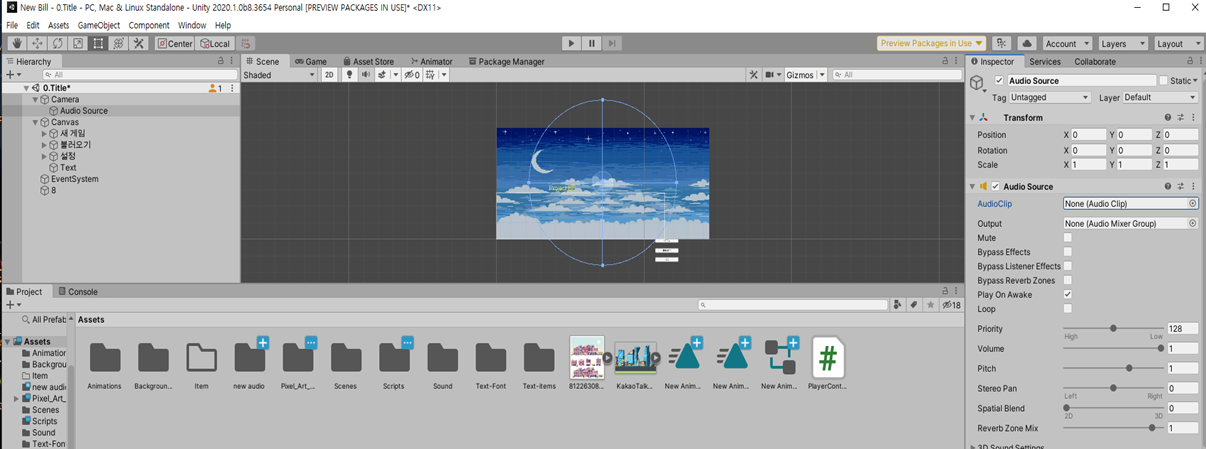 New Bill - 0.Title - PC, Mac & Linux Standalone - Unity 2020.1.0b8.3654 Personal [PREVIEW PACKAGES IN USE]* <DX11>
File Edit Assets GameObject Component Window Help
Center Local Preview Packages in Use Account Layers Layout
Hierarchy
All
0.Title*
1
Camera
Audio Source
Canvas
새 게임
불러오기
설정
Text
EventSystem
8
Scene Game Asset Store Animator Package Manager
Shaded 2D 0 Gizmos All
Inspector Services Collaborate
Audio Source Static
Tag Untagged Layer Default
Transform
Position X 0 Y 0 Z 0
Rotation X 0 Y 0 Z 0
Scale X 1 Y 1 Z 1
Audio Source
AudioClip None (Audio Clip)
Output None (Audio Mixer Group)
Mute
Bypass Effects
Bypass Listener Effects
Bypass Reverb Zones
Play On Awake
Loop
Priority 128
High Low
Volume 1
Pitch 1
Stereo Pan 0
Left Right
Spatial Blend 0
2D 3D
Reverb Zone Mix 1
3D Sound Settings
Project Console
18
All Prefab
Assets
Animation
Backgrou
Item
new audio
Pixel_Art_
Scenes
Scripts
Sound
Text-Font
Assets
Animations Backgroun... Item new audio Pixel_Art_... Scenes Scripts Sound Text-Font Text-items 81226308... KakaoTalk... New Anim... New Anim... New Anim... PlayerCont...